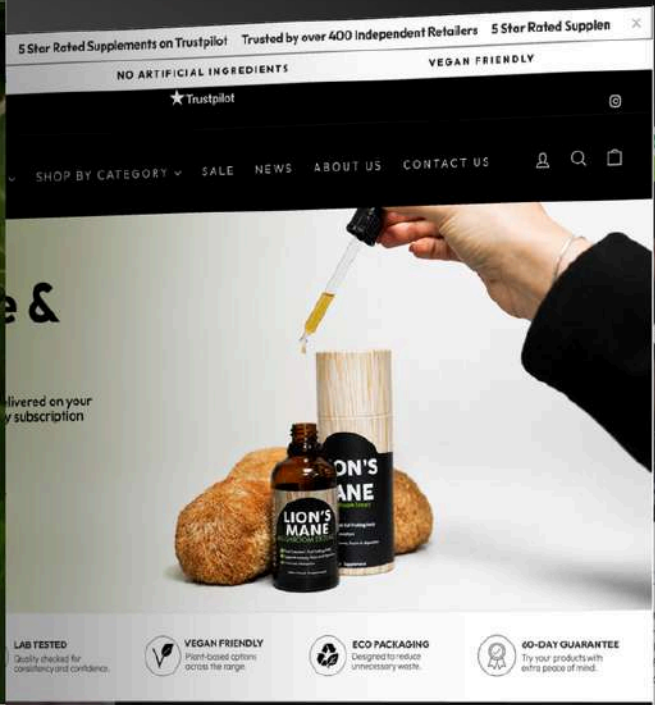 5 Star Rated Supplements on Trustpilot Trusted by over 400 Independent Retailers 5 Star Rated Supplen
NO ARTIFICIAL INGREDIENTS VEGAN FRIENDLY
Trustpilot
SHOP BY CATEGORY SALE NEWS ABOUT US CONTACT US
e &
livered on your
y subscription
ON'S
ANE
LION'S
MANE
LAB TESTED
Quality checked for
consistency and confidence.
VEGAN FRIENDLY
Plant-based options
across the range.
ECO PACKAGING
Designed to reduce
unnecessary waste.
60-DAY GUARANTEE
Try your products with
extra peace of mind.